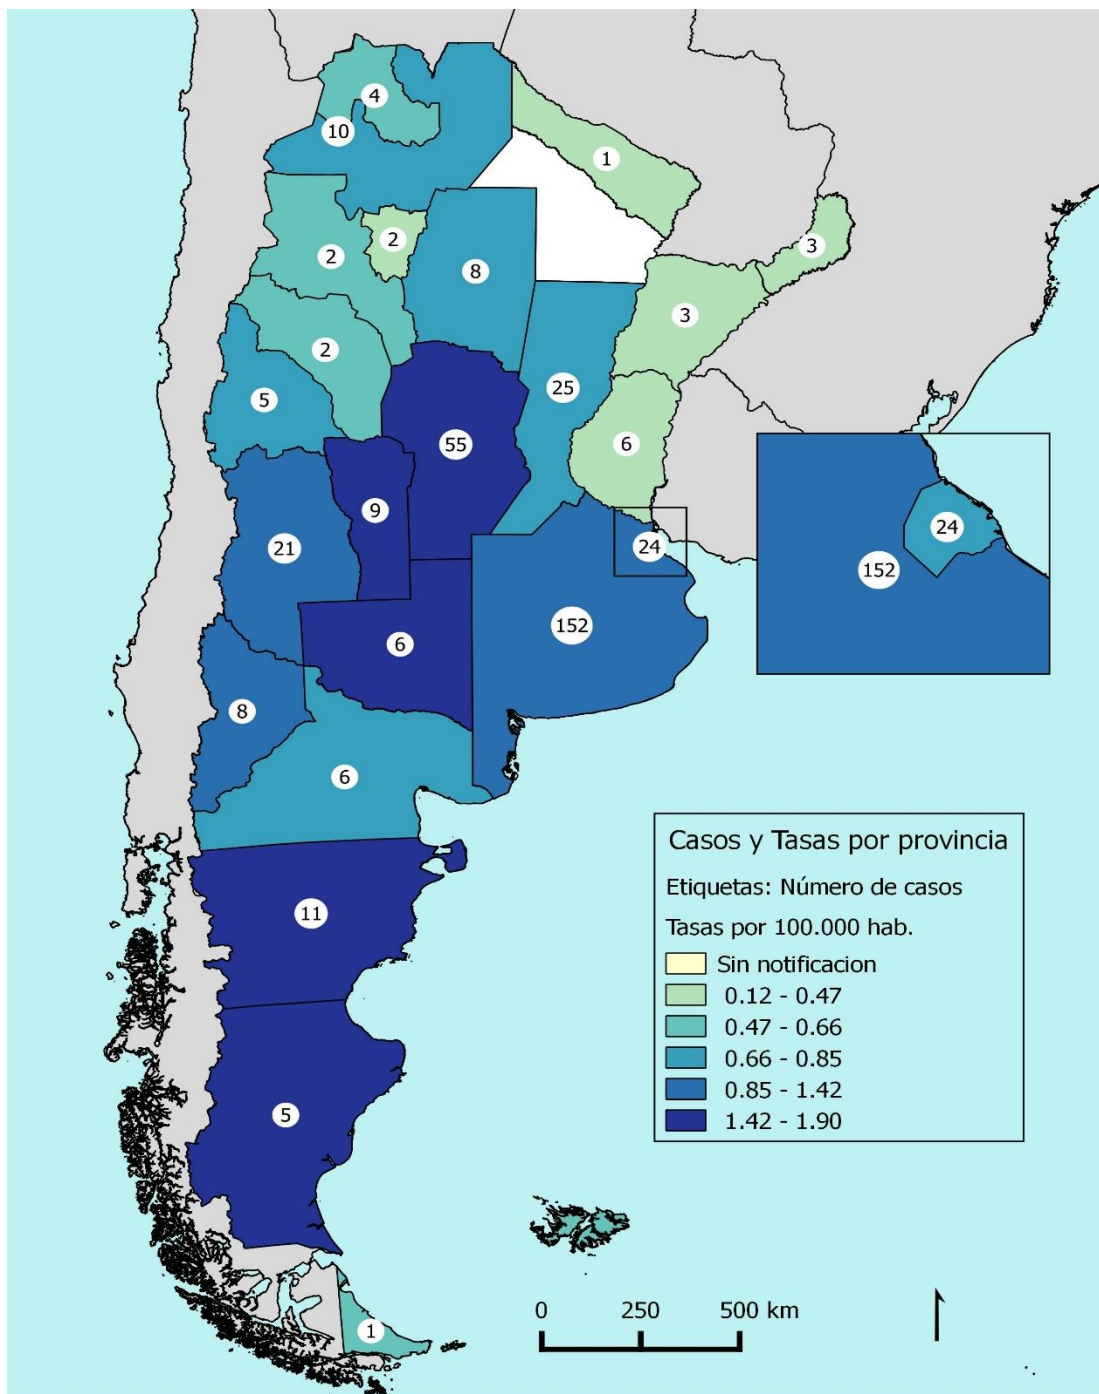 4
10
1
2
2
8
3
3
2
25
5
55
6
9
21
24
152
24
152
6
8
6
11
5
1
Casos y Tasas por provincia
Etiquetas: Número de casos
Tasas por 100.000 hab.
Sin notificacion
0.12 - 0.47
0.47 - 0.66
0.66 - 0.85
0.85 - 1.42
1.42 - 1.90
0 250 500 km